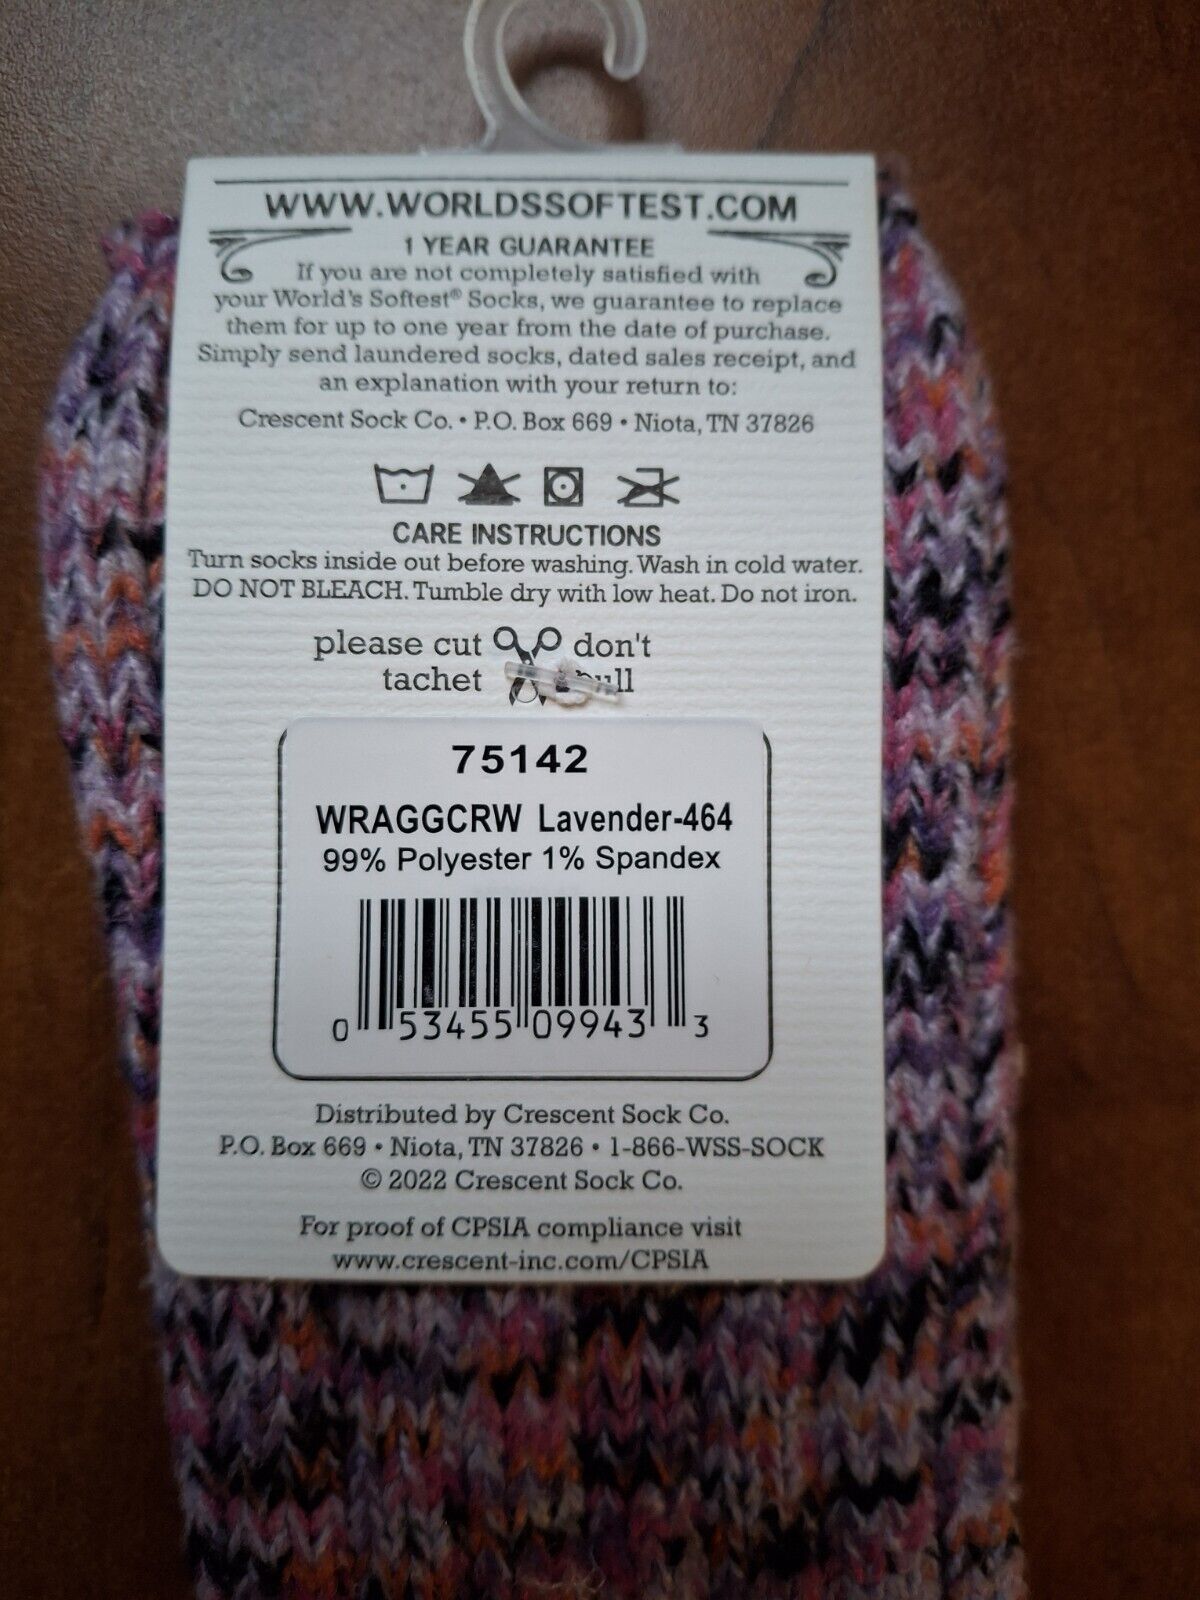 WWW.WORLDSSOFTEST.COM
1 YEAR GUARANTEE
If you are not completely satisfied with
your World's Softest® Socks, we guarantee to replace
them for up to one year from the date of purchase.
Simply send laundered socks, dated sales receipt, and
an explanation with your return to:
Crescent Sock Co. • P.O. Box 669 • Niota, TN 37826
CARE INSTRUCTIONS
Turn socks inside out before washing. Wash in cold water.
DO NOT BLEACH. Tumble dry with low heat. Do not iron.
please cut don't
tachet pull
75142
WRAGGCRW Lavender-464
99% Polyester 1% Spandex
0 53455 09943 3
Distributed by Crescent Sock Co.
P.O. Box 669 • Niota, TN 37826 • 1-866-WSS-SOCK
© 2022 Crescent Sock Co.
For proof of CPSIA compliance visit
www.crescent-inc.com/CPSIA